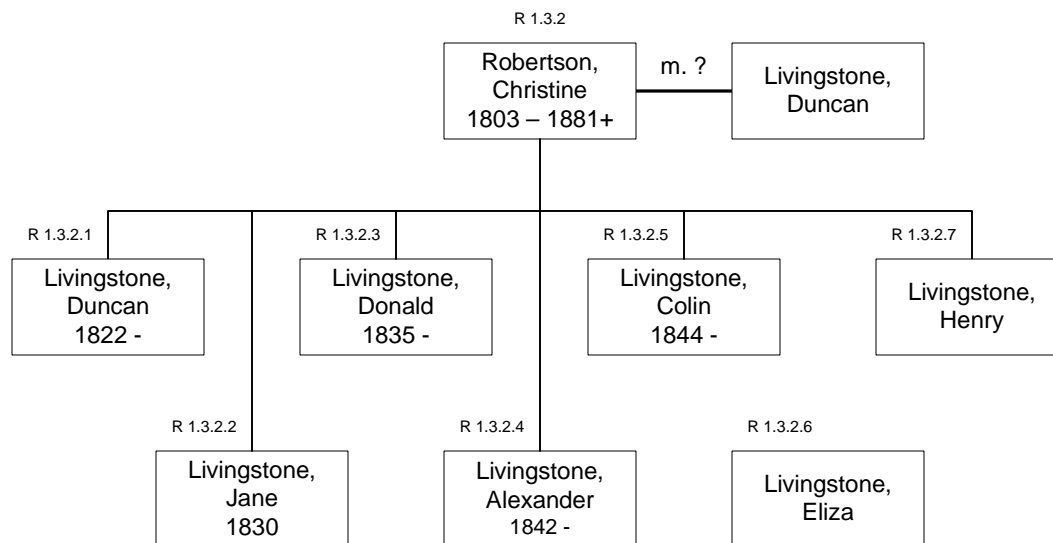 R 1.3.2
Robertson,
Christine
1803 – 1881+
m. ?
Livingstone,
Duncan
R 1.3.2.1
Livingstone,
Duncan
1822 -
R 1.3.2.3
Livingstone,
Donald
1835 -
R 1.3.2.5
Livingstone,
Colin
1844 -
R 1.3.2.7
Livingstone,
Henry
R 1.3.2.2
Livingstone,
Jane
1830
R 1.3.2.4
Livingstone,
Alexander
1842 -
R 1.3.2.6
Livingstone,
Eliza